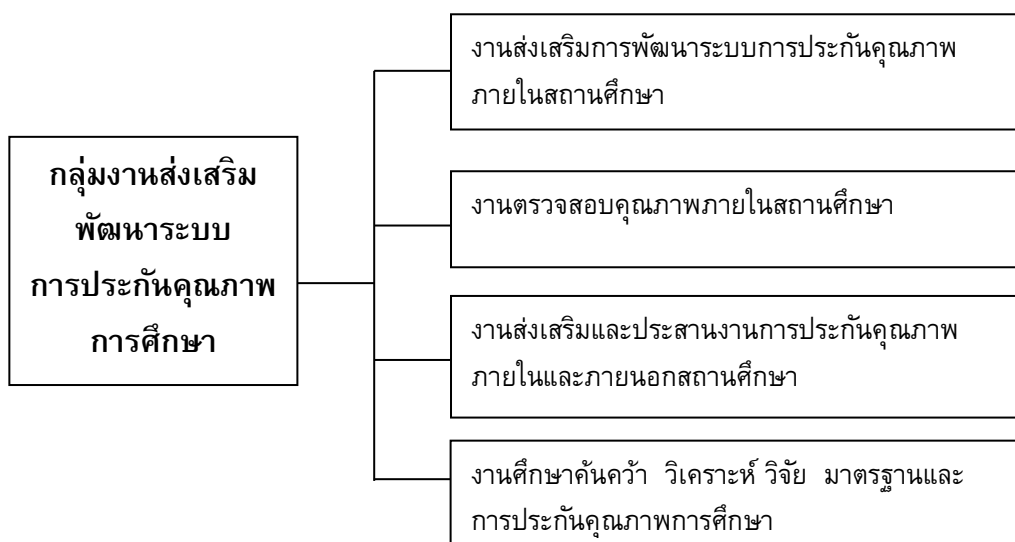 งานส่งเสริมการพัฒนาระบบการประกันคุณภาพ
ภายในสถานศึกษา
กลุ่มงานส่งเสริม
พัฒนาระบบ
การประกันคุณภาพ
การศึกษา
งานตรวจสอบคุณภาพภายในสถานศึกษา
งานส่งเสริมและประสานงานการประกันคุณภาพ
ภายในและภายนอกสถานศึกษา
งานศึกษาค้นคว้า วิเคราะห์ วิจัย มาตรฐานและ
การประกันคุณภาพการศึกษา